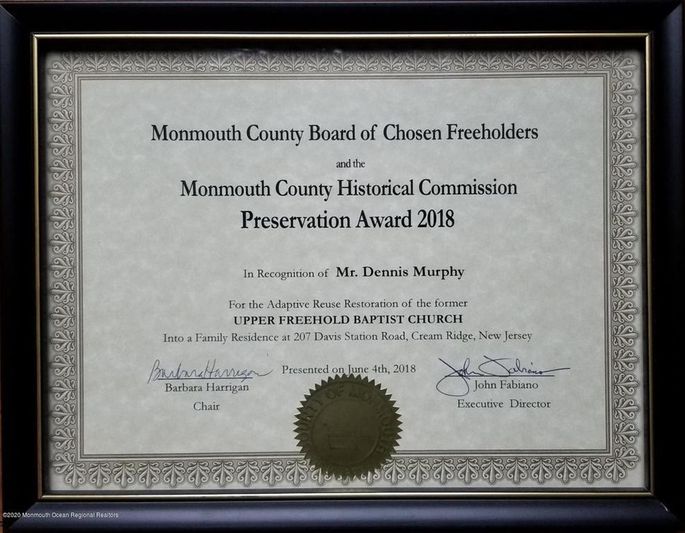 Monmouth County Board of Chosen Freeholders
and the
Monmouth County Historical Commission
Preservation Award 2018
In Recognition of Mr. Dennis Murphy
For the Adaptive Reuse Restoration of the former
UPPER FREEHOLD BAPTIST CHURCH
Into a Family Residence at 207 Davis Station Road, Cream Ridge, New Jersey
Presented on June 4th, 2018
Barbara Harrigan
Barbara Harrigan
Chair
John Fabiano
John Fabiano
Executive Director
OF MONMOUTH
©2020 Monmouth Ocean Regional Realtors